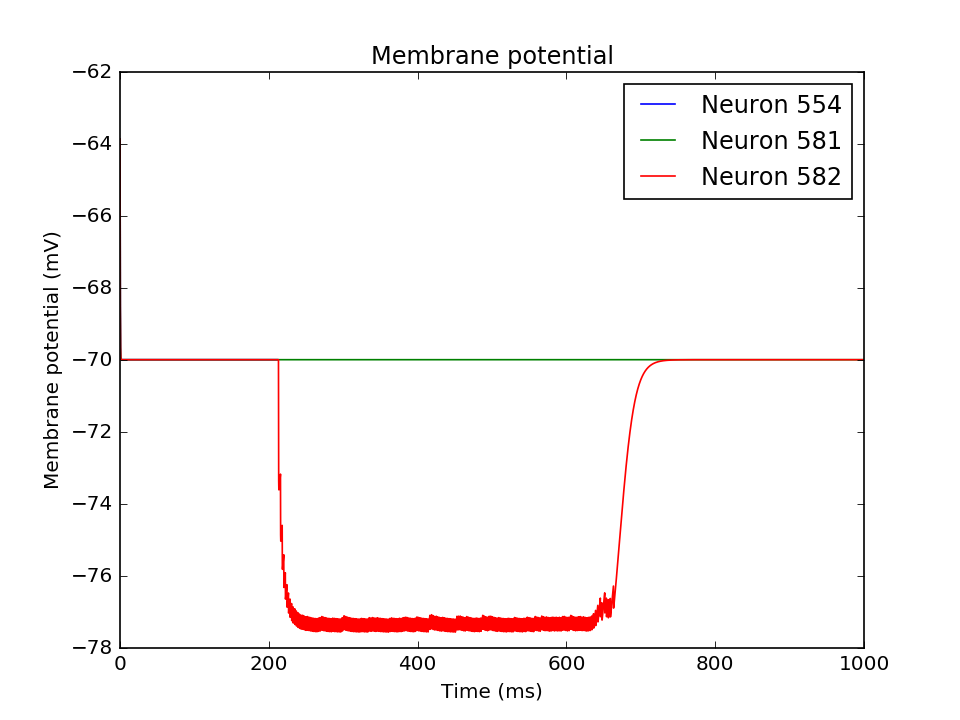 Membrane potential
−62
−64
−66
−68
−70
−72
−74
−76
−78
Membrane potential (mV)
Neuron 554
Neuron 581
Neuron 582
0 200 400 600 800 1000
Time (ms)